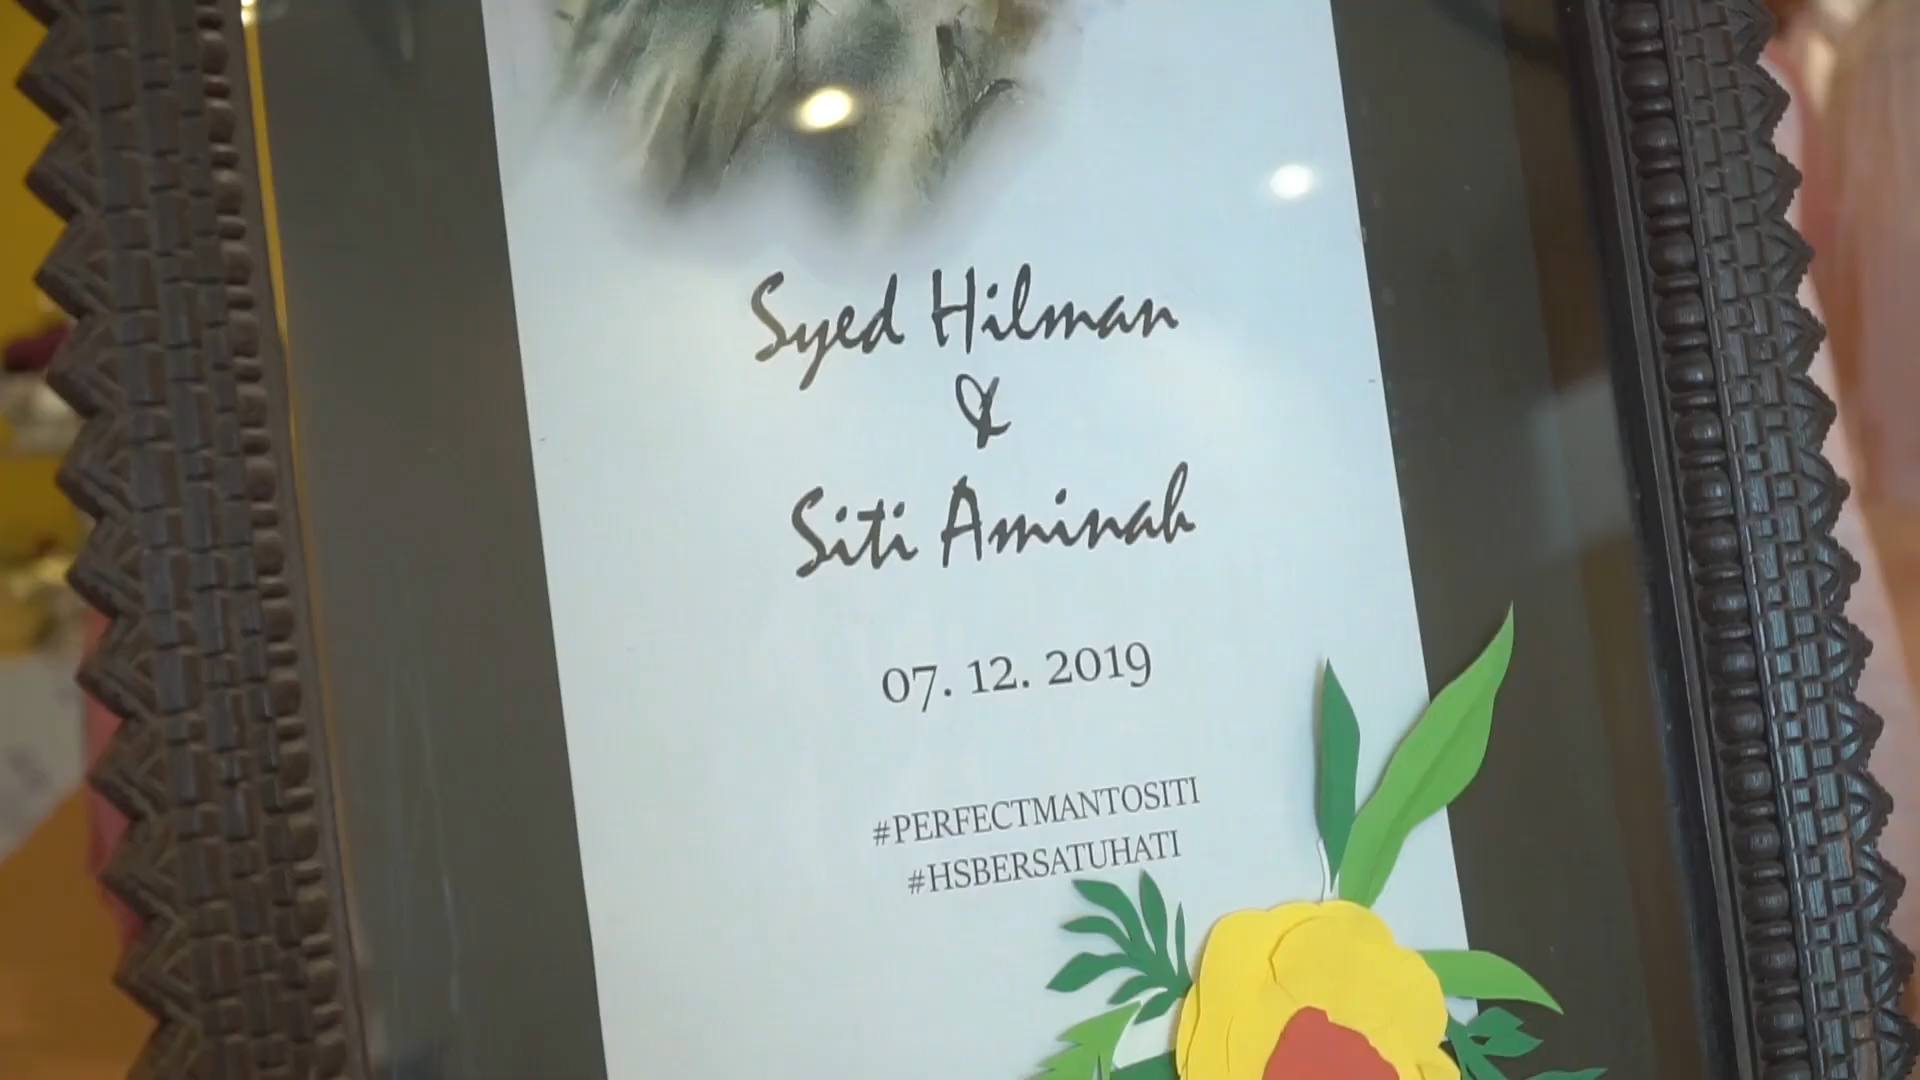 Syed Hilman
&
Siti Aminah
07. 12. 2019
#PERFECTMANTOSITI
#HSBERSATUHATI